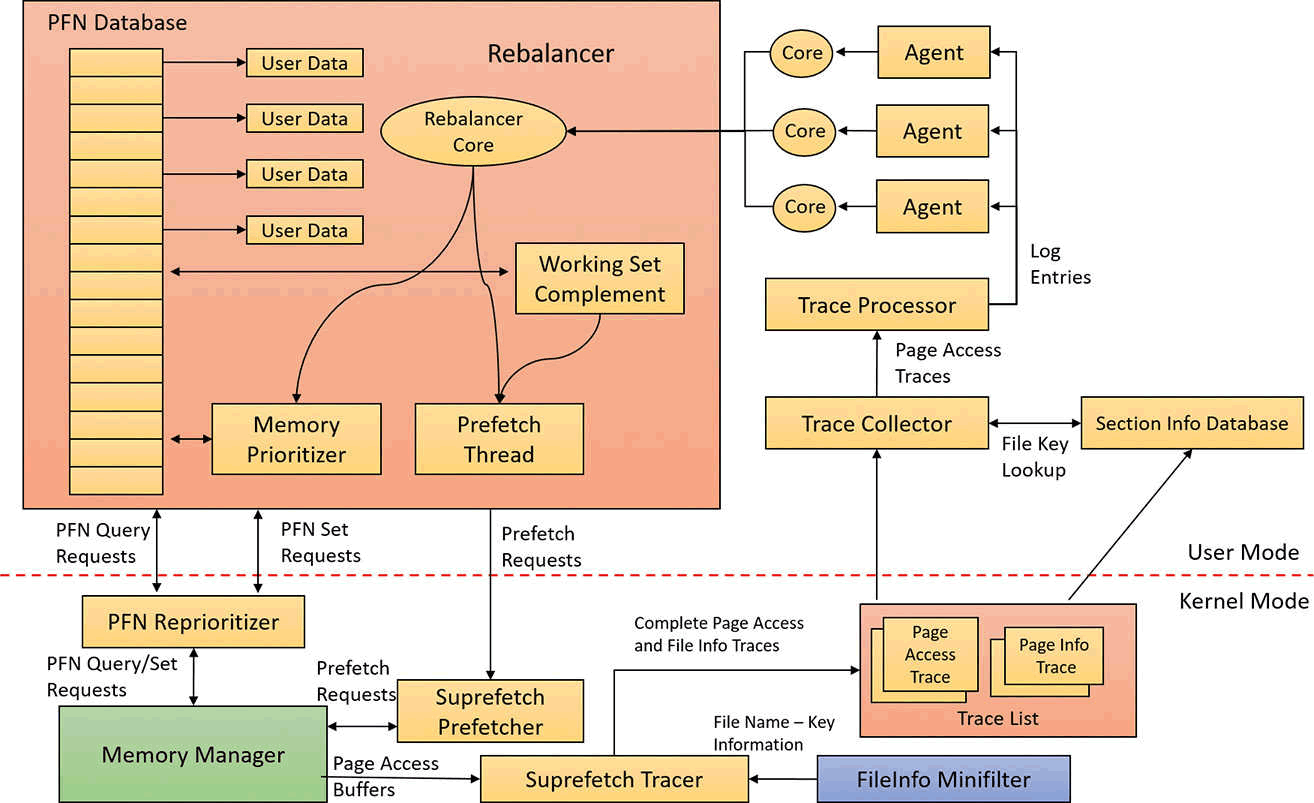 PFN Database
Rebalancer
User Data
User Data
User Data
User Data
Rebalancer
Core
Working Set
Complement
Memory
Prioritizer
Prefetch
Thread
Core
Agent
Core
Agent
Core
Agent
Log
Entries
Trace Processor
Page Access
Traces
Trace Collector
File Key
Lookup
Section Info Database
PFN Query
Requests
PFN Set
Requests
Prefetch
Requests
User Mode
Kernel Mode
PFN Reprioritizer
PFN Query/Set
Requests
Prefetch
Requests
Suprefetch
Prefetcher
Complete Page Access
and File Info Traces
Page
Access
Trace
Page Info
Trace
Trace List
Memory Manager
Page Access
Buffers
Suprefetch Tracer
File Name – Key
Information
FileInfo Minifilter